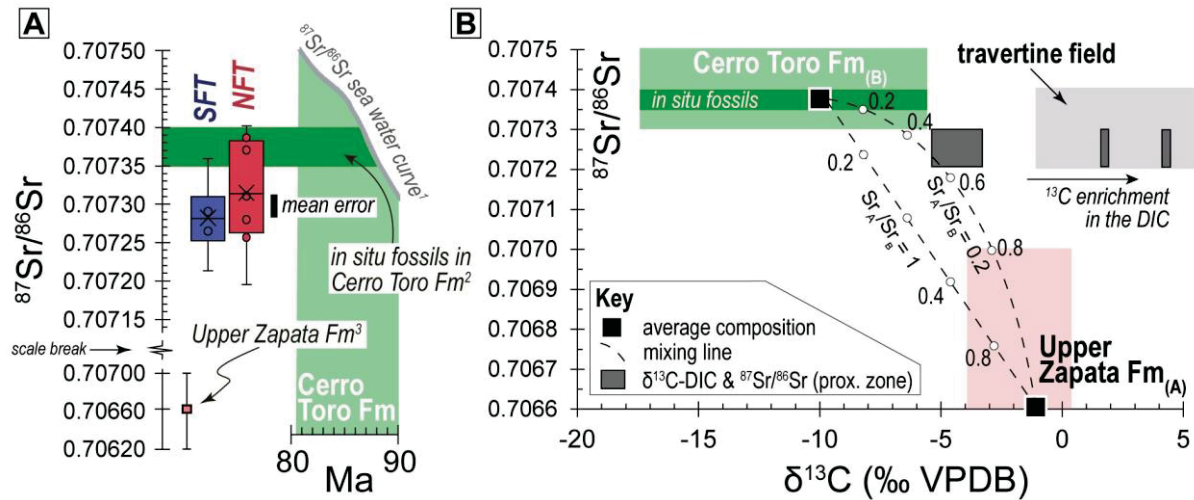 A
⁸⁷Sr/⁸⁶Sr
0.70750
0.70745
0.70740
0.70735
0.70730
0.70725
0.70720
0.70715
scale break
0.70700
0.70660
0.70620
SFT
NFT
⁸⁷Sr/⁸⁶Sr sea water curve¹
mean error
in situ fossils in
Cerro Toro Fm²
Upper Zapata Fm³
Cerro
Toro Fm
80
90
Ma
B
⁸⁷Sr/⁸⁶Sr
0.7075
0.7074
0.7073
0.7072
0.7071
0.7070
0.7069
0.7068
0.7067
0.7066
Cerro Toro Fm(B)
in situ fossils
0.2
0.4
0.6
0.8
0.2
0.4
0.8
SrA/SrB=1
SrA/SrB=0.2
travertine field
¹³C enrichment
in the DIC
Key
average composition
mixing line
δ¹³C-DIC & ⁸⁷Sr/⁸⁶Sr (prox. zone)
Upper
Zapata Fm(A)
-20
-15
-10
-5
0
5
δ¹³C (‰ VPDB)